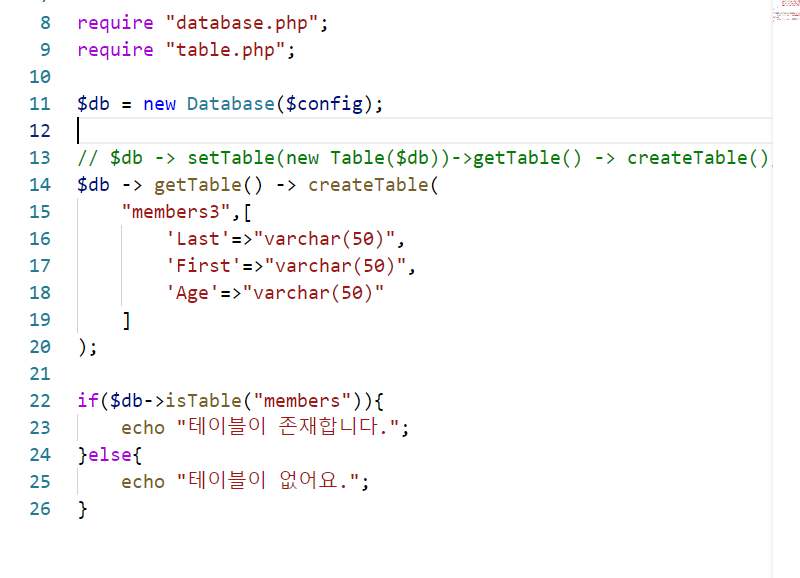 8 require "database.php";
9 require "table.php";
10
11 $db = new Database($config);
12
13 // $db -> setTable(new Table($db))->getTable() -> createTable()
14 $db -> getTable() -> createTable(
15 "members3",[
16 'Last'=>"varchar(50)",
17 'First'=>"varchar(50)",
18 'Age'=>"varchar(50)"
19 ]
20 );
21
22 if($db->isTable("members")){
23 echo "테이블이 존재합니다.";
24 }else{
25 echo "테이블이 없어요.";
26 }